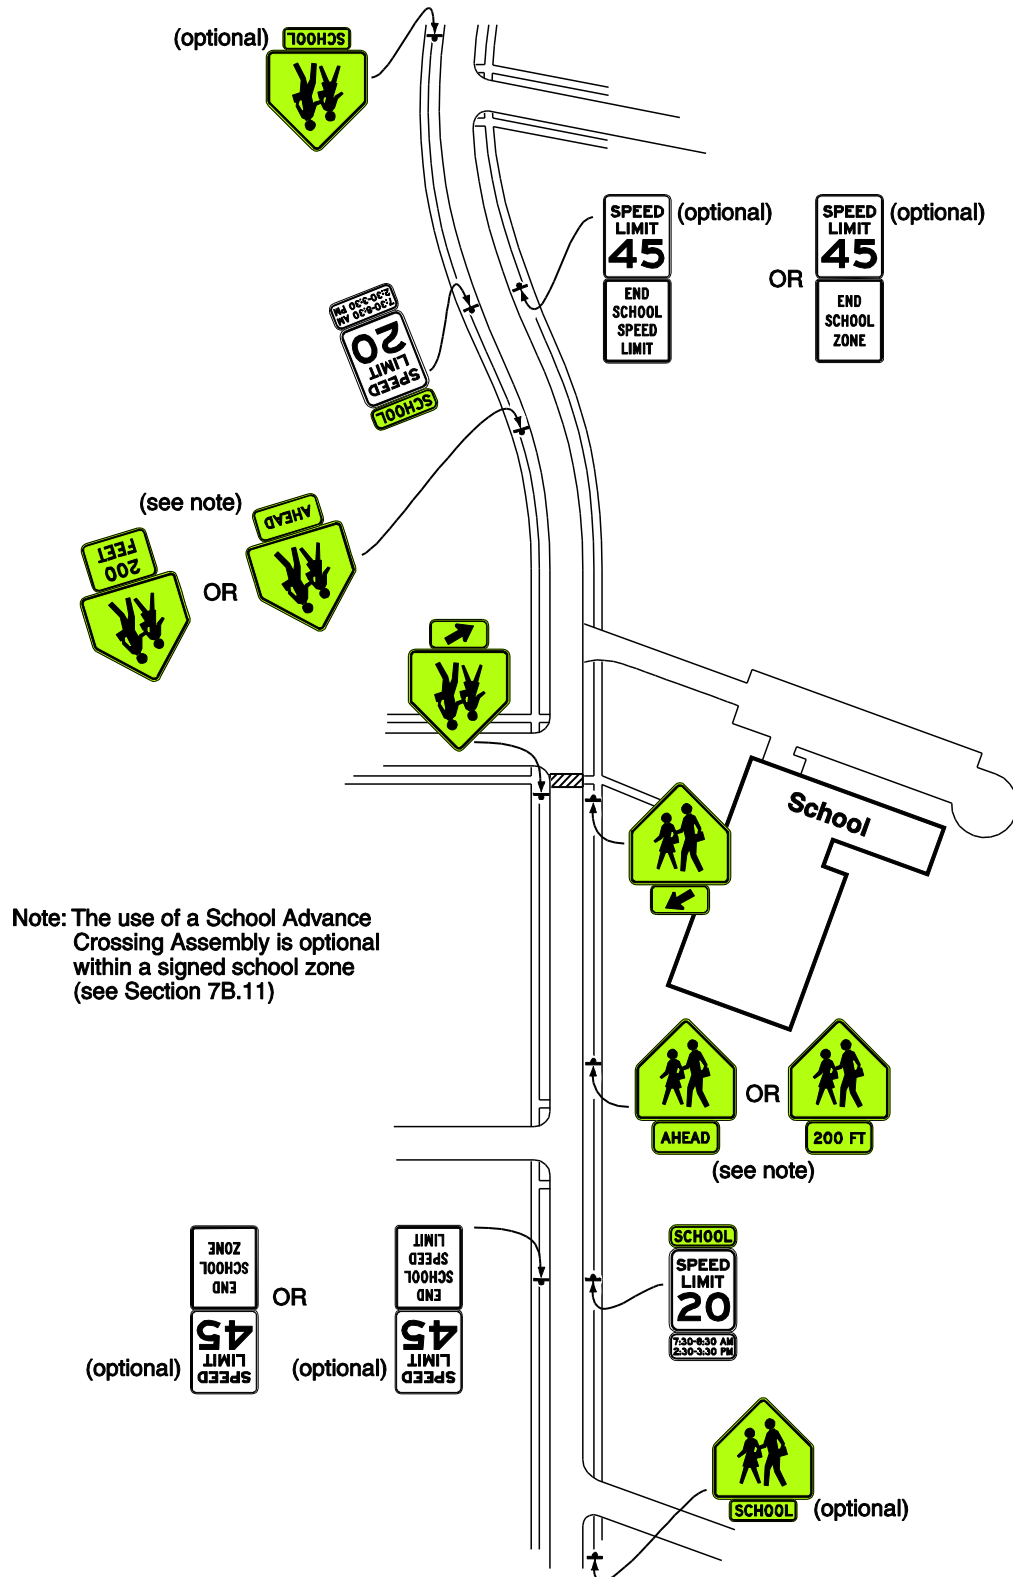 (optional)
SCHOOL
SPEED
LIMIT
45
(optional)
END
SCHOOL
SPEED
LIMIT
OR
SPEED
LIMIT
45
(optional)
END
SCHOOL
ZONE
SCHOOL
SPEED
LIMIT
20
7:30-8:30 AM
2:30-3:30 PM
(see note)
AHEAD
OR
200
FEET
School
Note: The use of a School Advance
Crossing Assembly is optional
within a signed school zone
(see Section 7B.11)
AHEAD
OR
200 FT
(see note)
SPEED
LIMIT
45
END
SCHOOL
ZONE
(optional)
OR
SPEED
LIMIT
45
END
SCHOOL
SPEED
LIMIT
(optional)
SCHOOL
SPEED
LIMIT
20
7:30-8:30 AM
2:30-3:30 PM
SCHOOL
(optional)